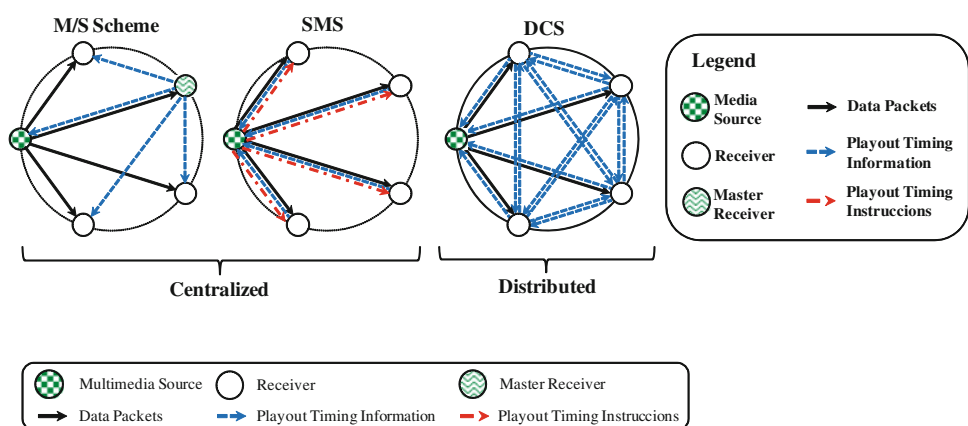 M/S Scheme
SMS
DCS
Legend
Media
Source
Data Packets
Receiver
Playout Timing
Information
Master
Receiver
Playout Timing
Instruccions
Centralized
Distributed
Multimedia Source
Receiver
Master Receiver
Data Packets
Playout Timing Information
Playout Timing Instruccions